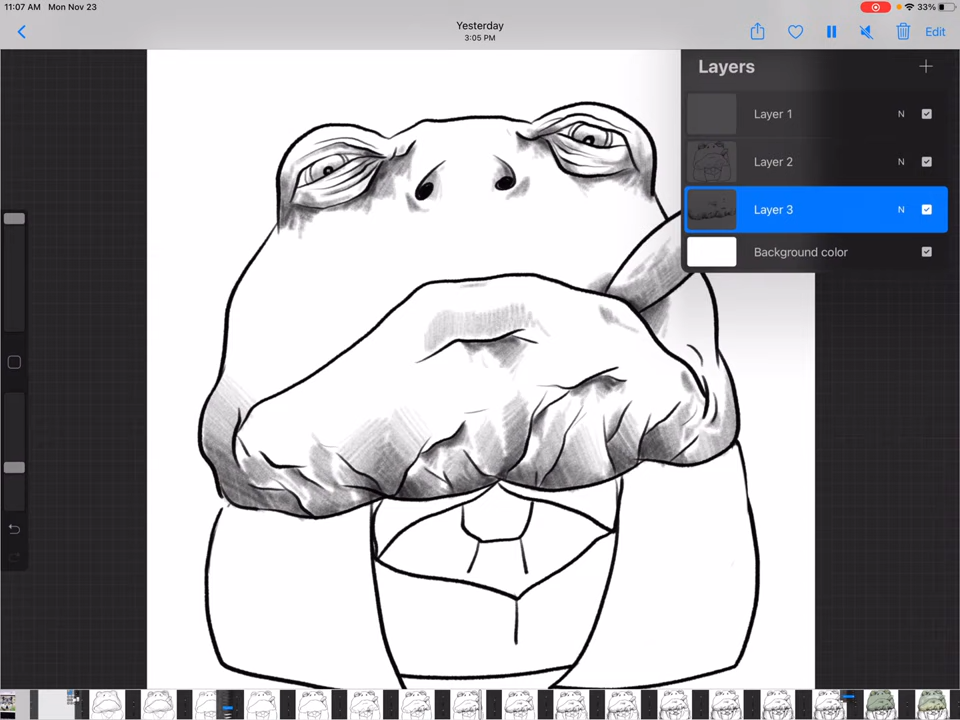 11:07 AM Mon Nov 23
33%
Yesterday
3:05 PM
Edit
Layers
Layer 1 N
Layer 2 N
Layer 3 N
Background color